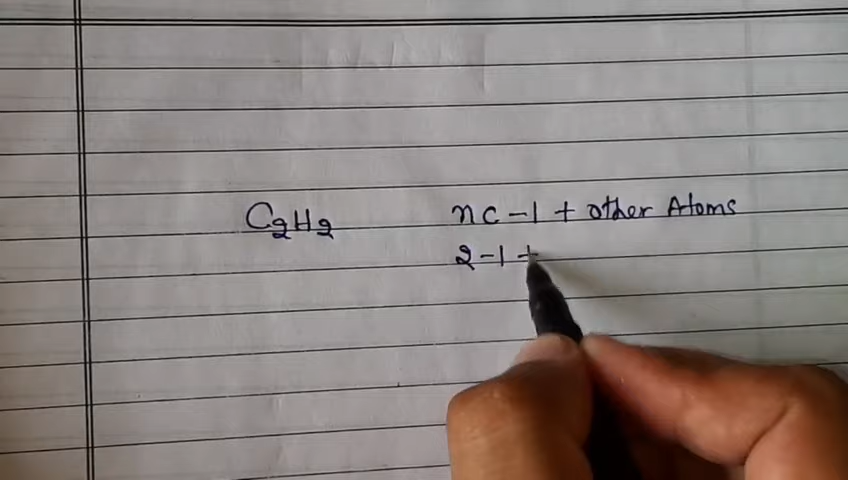 C₂H₂
nc -1 + other Atoms
2-1 +